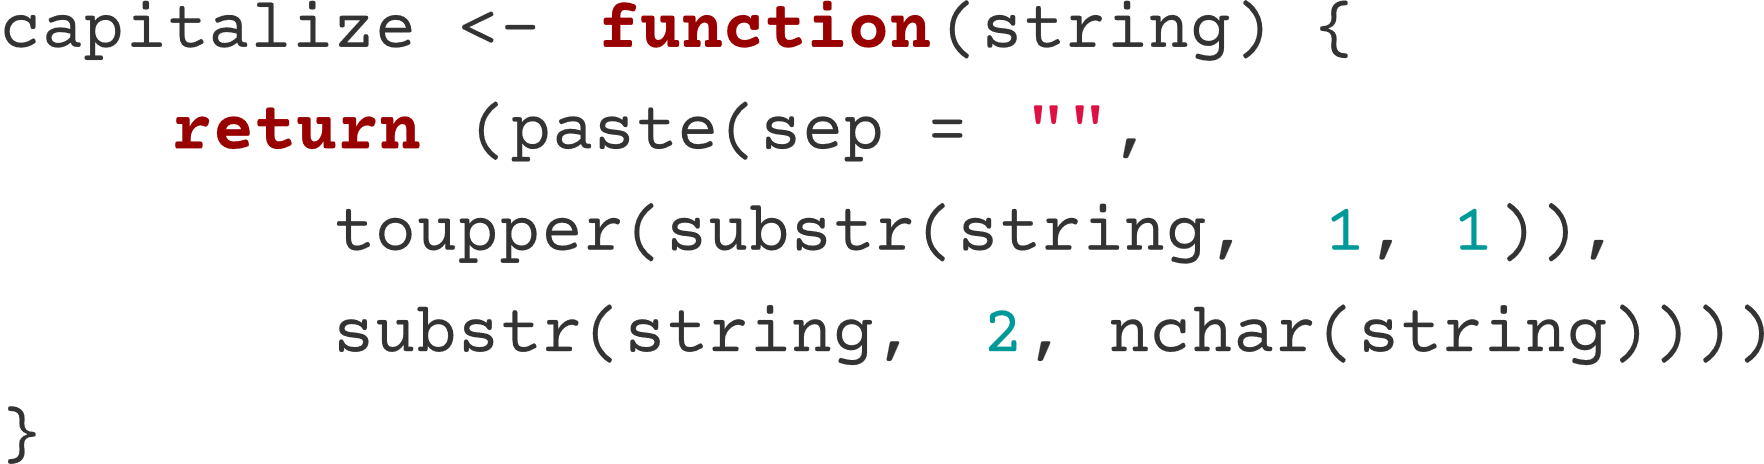 capitalize <- function(string) {
    return (paste(sep = "",
        toupper(substr(string, 1, 1)),
        substr(string, 2, nchar(string))))
}